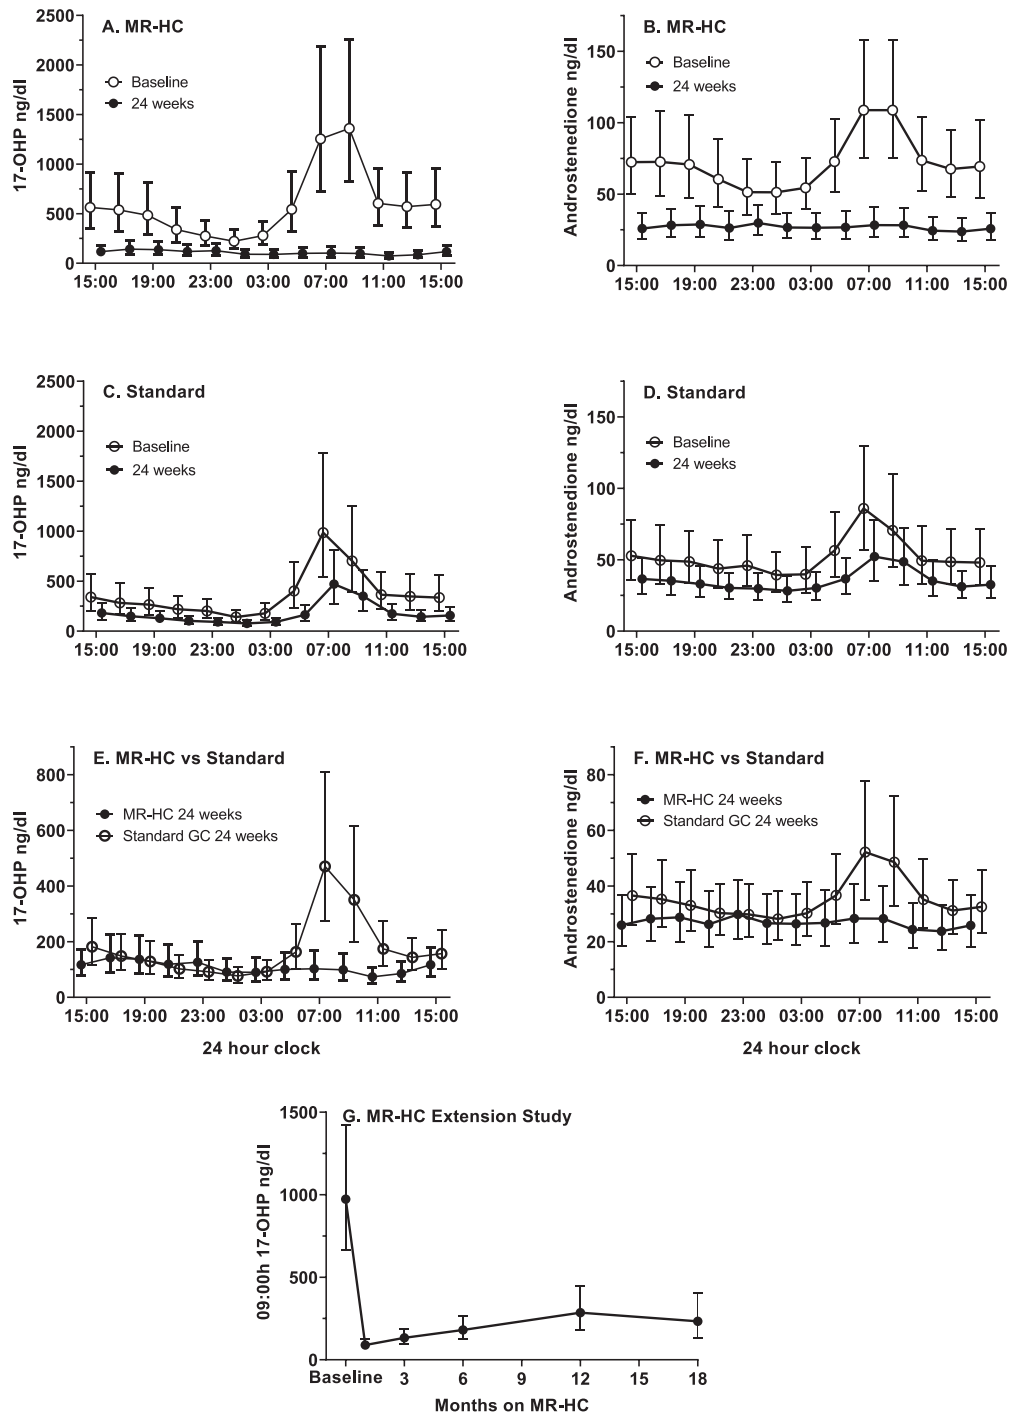 A. MR-HC
17-OHP ng/dl
2500
2000
1500
1000
500
0
Baseline
24 weeks
15:00 19:00 23:00 03:00 07:00 11:00 15:00
B. MR-HC
Androstenedione ng/dl
150
100
50
0
Baseline
24 weeks
15:00 19:00 23:00 03:00 07:00 11:00 15:00
C. Standard
17-OHP ng/dl
2500
2000
1500
1000
500
0
Baseline
24 weeks
15:00 19:00 23:00 03:00 07:00 11:00 15:00
D. Standard
Androstenedione ng/dl
150
100
50
0
Baseline
24 weeks
15:00 19:00 23:00 03:00 07:00 11:00 15:00
E. MR-HC vs Standard
17-OHP ng/dl
800
600
400
200
0
MR-HC 24 weeks
Standard GC 24 weeks
15:00 19:00 23:00 03:00 07:00 11:00 15:00
24 hour clock
F. MR-HC vs Standard
Androstenedione ng/dl
80
60
40
20
0
MR-HC 24 weeks
Standard GC 24 weeks
15:00 19:00 23:00 03:00 07:00 11:00 15:00
24 hour clock
G. MR-HC Extension Study
09:00h 17-OHP ng/dl
1500
1000
500
0
Baseline 3 6 9 12 15 18
Months on MR-HC